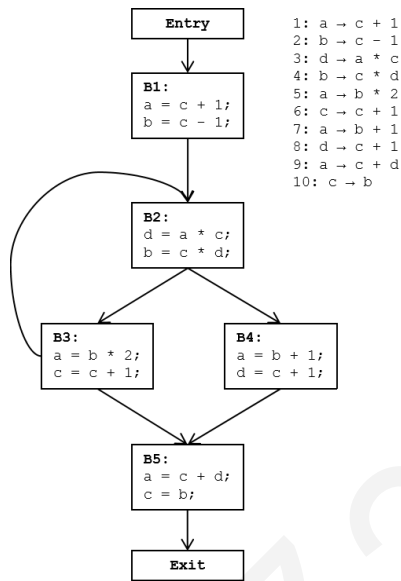 Entry
B1:
a = c + 1;
b = c - 1;
B2:
d = a * c;
b = c * d;
B3:
a = b * 2;
c = c + 1;
B4:
a = b + 1;
d = c + 1;
B5:
a = c + d;
c = b;
Exit
1: a → c + 1
2: b → c - 1
3: d → a * c
4: b → c * d
5: a → b * 2
6: c → c + 1
7: a → b + 1
8: d → c + 1
9: a → c + d
10: c → b